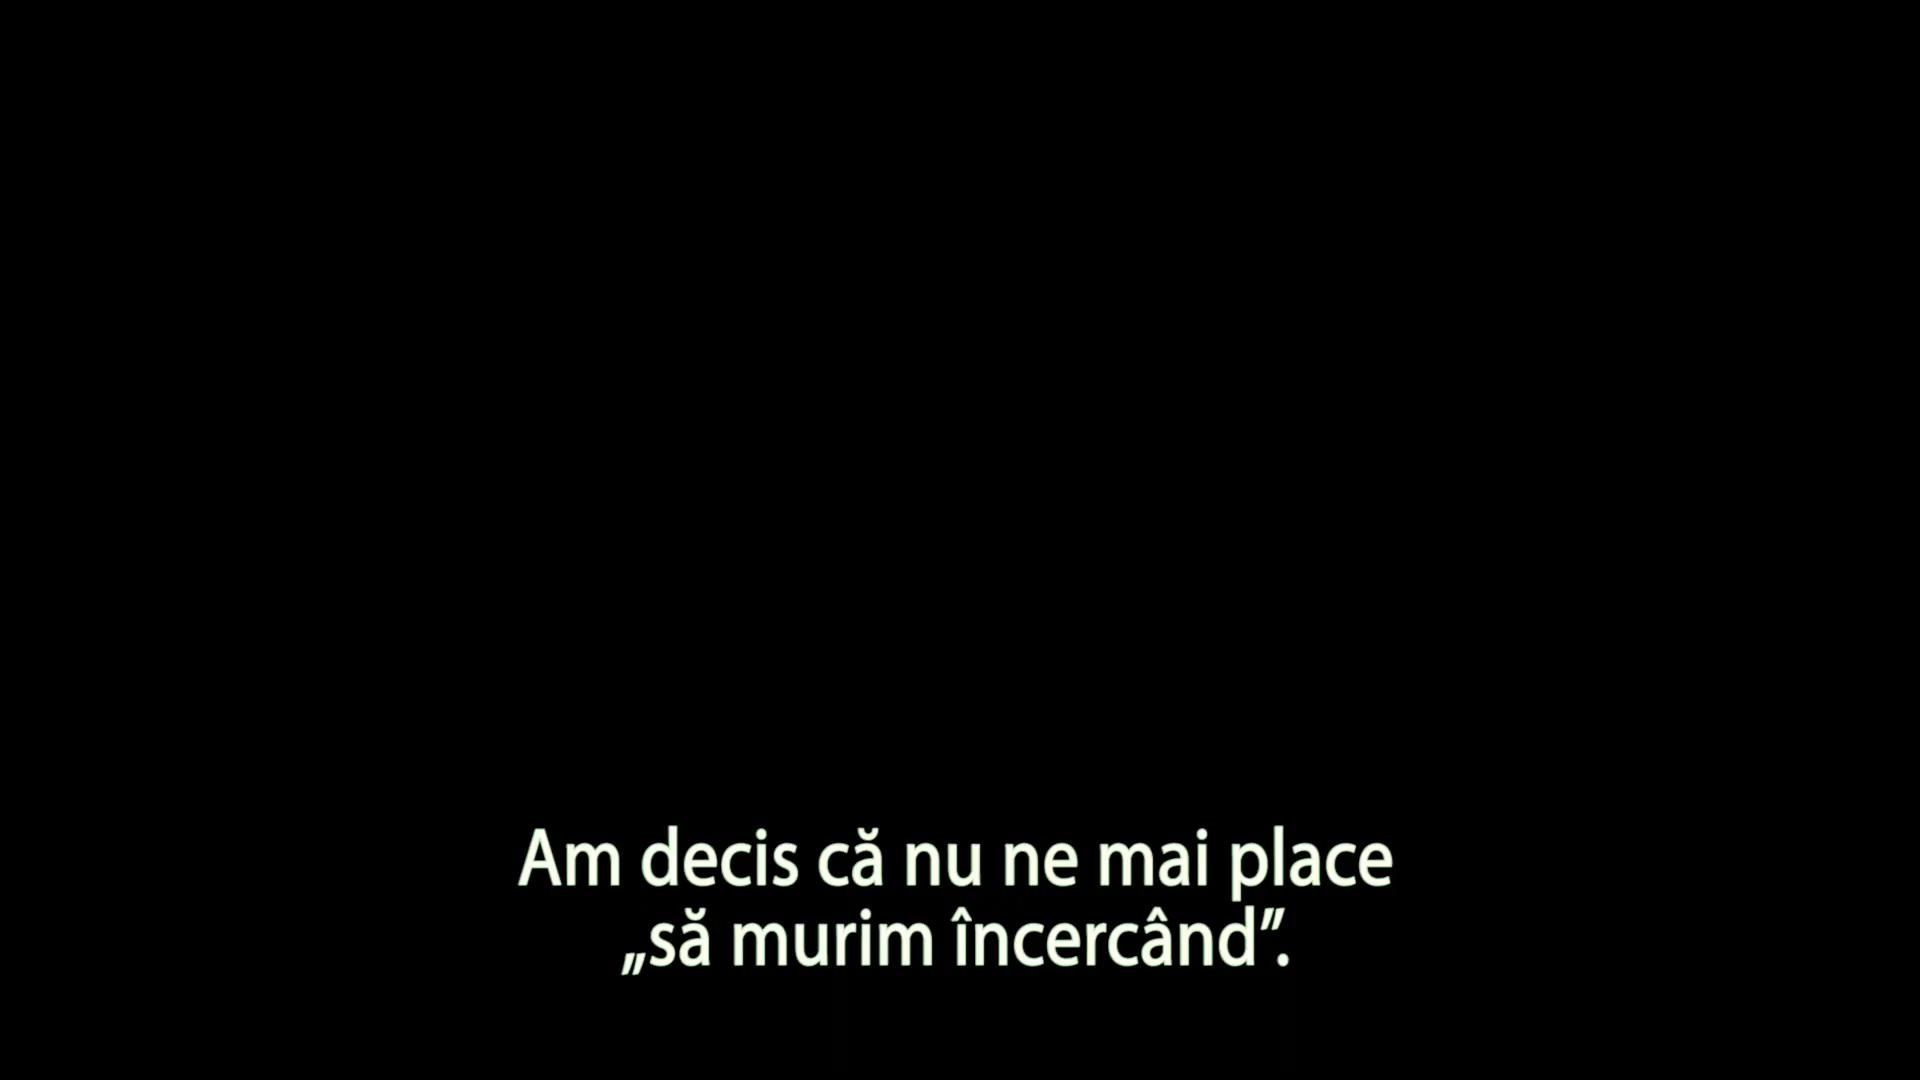 Am decis că nu ne mai place
„să murim încercând”.